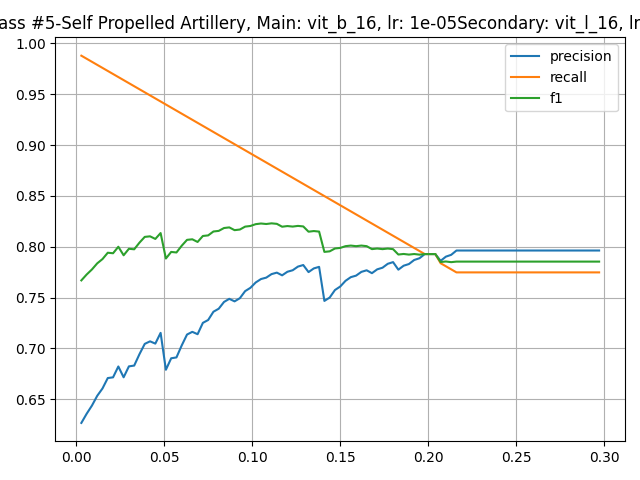 ass #5-Self Propelled Artillery, Main: vit_b_16, lr: 1e-05Secondary: vit_l_16, lr
precision
recall
f1
1.00
0.95
0.90
0.85
0.80
0.75
0.70
0.65
0.00 0.05 0.10 0.15 0.20 0.25 0.30